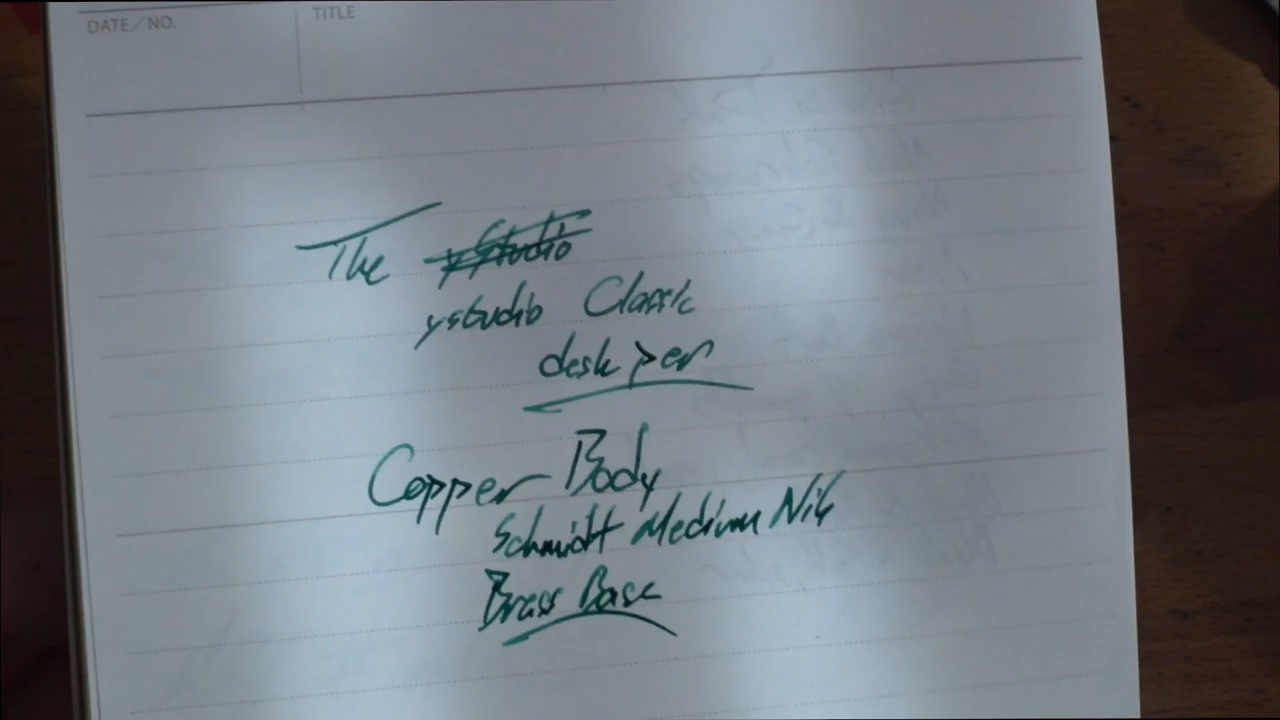 DATE/NO.
TITLE
The ystudio
ystudio Classic
desk pen
Copper Body
Schmidt Medium Nib
Brass Base